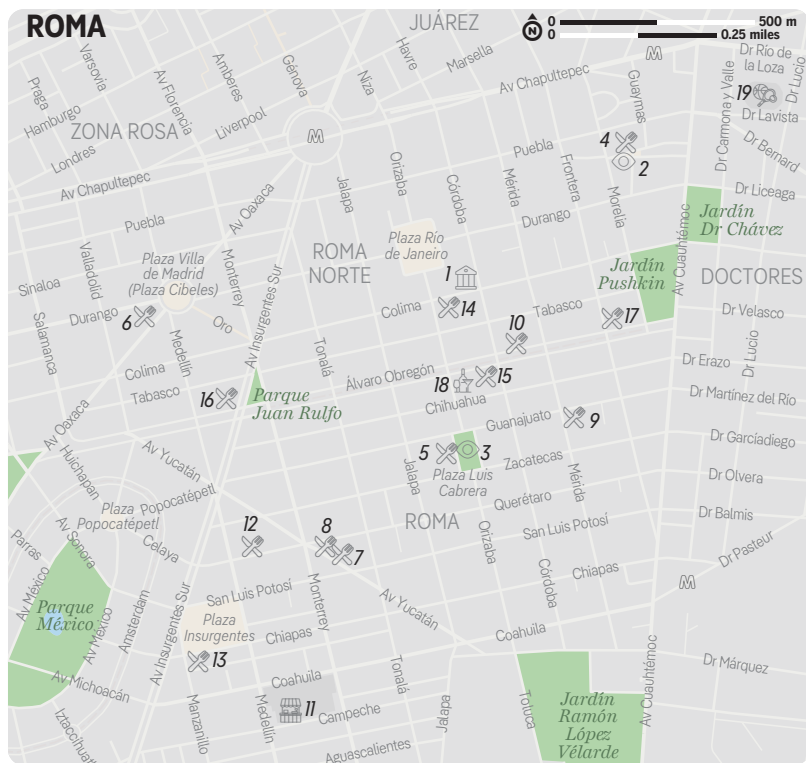 ROMA
JUÁREZ
N
0 500 m
0 0.25 miles
Varsovia
Praga
Hamburgo
Av Florencia
Amberes
Génova
Niza
Havre
Marsella
M
Dr Río de
la Loza
Dr Lucio
19
Dr Lavista
Av Chapultepec
Guaymas
Dr Carmona y Valle
ZONA ROSA
Liverpool
M
Londres
4
2
Puebla
Dr Bernard
Av Chapultepec
Av Oaxaca
Jalapa
Orizaba
Córdoba
Mérida
Frontera
Morelia
Dr Liceaga
Puebla
Durango
Av Cuauhtémoc
Jardín
Dr Chávez
Valladolid
Plaza Villa
de Madrid
(Plaza Cibeles)
Monterrey
ROMA
NORTE
Plaza Río
de Janeiro
Jardín
Pushkin
DOCTORES
Sinaloa
1
Durango
6
Oro
Av Insurgentes Sur
Colima
14
Tabasco
17
Dr Velasco
Salamanca
Medellín
Tonalá
10
Dr Lucio
Colima
Tabasco
16
Parque
Juan Rulfo
Álvaro Obregón
18
15
Dr Erazo
Chihuahua
Dr Martínez del Río
Av Oaxaca
Guanajuato
9
Huichapan
Av Yucatán
5
3
Jalapa
Plaza Luis
Cabrera
Zacatecas
Mérida
Dr Garcíadiego
Dr Olvera
Plaza
Popocatépetl
Popocatépetl
Querétaro
Dr Balmis
Av Sonora
Celaya
12
8
7
ROMA
Orizaba
San Luis Potosí
Dr Pasteur
Parras
Av México
Parque
México
Av México
Amsterdam
Av Insurgentes Sur
San Luis Potosí
Monterrey
Av Yucatán
Córdoba
Chiapas
M
Plaza
Insurgentes
Chiapas
Coahuila
13
Av Michoacán
Coahuila
Tonalá
Av Cuauhtémoc
Dr Márquez
Iztaccíhuatl
Manzanillo
Medellín
11
Campeche
Jalapa
Toluca
Jardín
Ramón
López
Vélarde
Aguascalientes